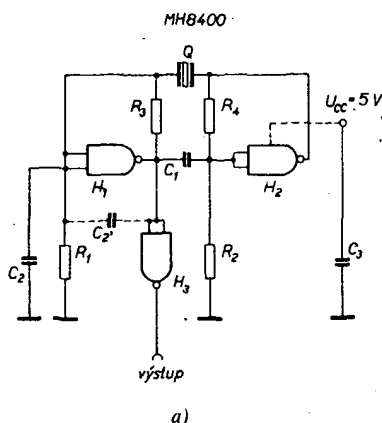 MH8400
Q
R3
R4
Ucc = 5 V
H1
C1
H2
C2'
C2
R1
H3
R2
C3
výstup
a)